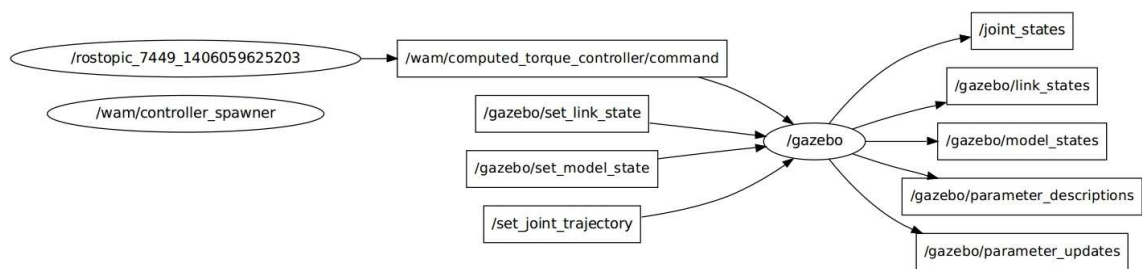 /rostopic_7449_1406059625203
/wam/controller_spawner
/wam/computed_torque_controller/command
/gazebo/set_link_state
/gazebo/set_model_state
/set_joint_trajectory
/gazebo
/joint_states
/gazebo/link_states
/gazebo/model_states
/gazebo/parameter_descriptions
/gazebo/parameter_updates